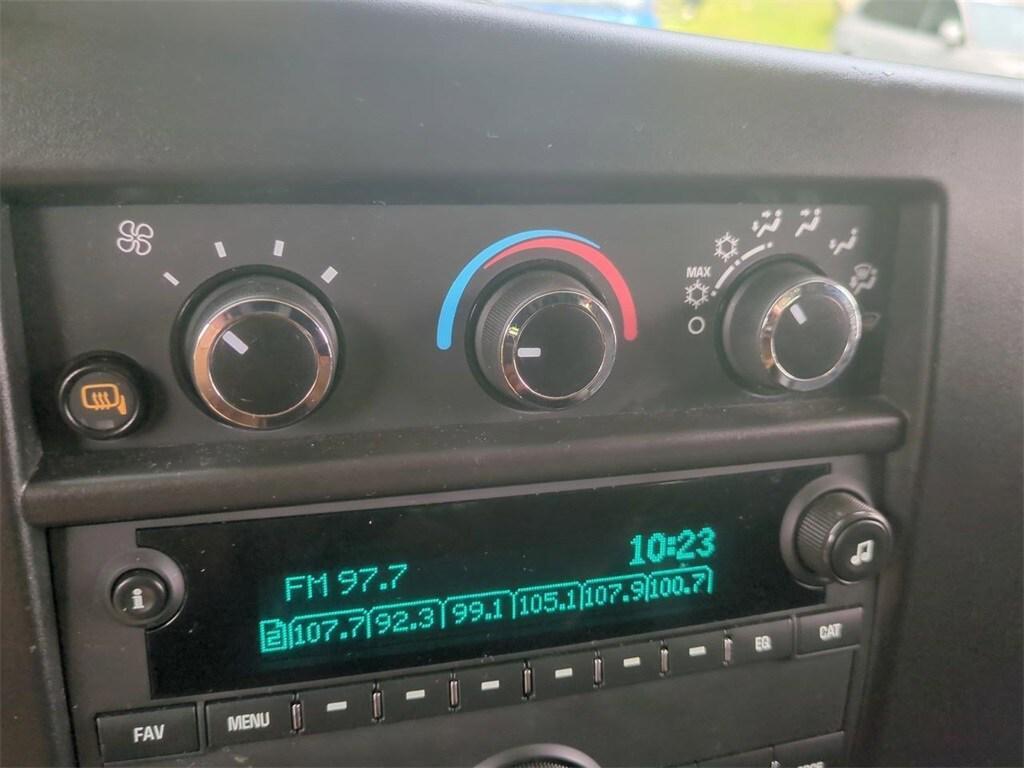 MAX
10:23
FM 97.7
2 107.7 92.3 99.1 105.1 107.9 100.7
i
FAV MENU EQ CAT